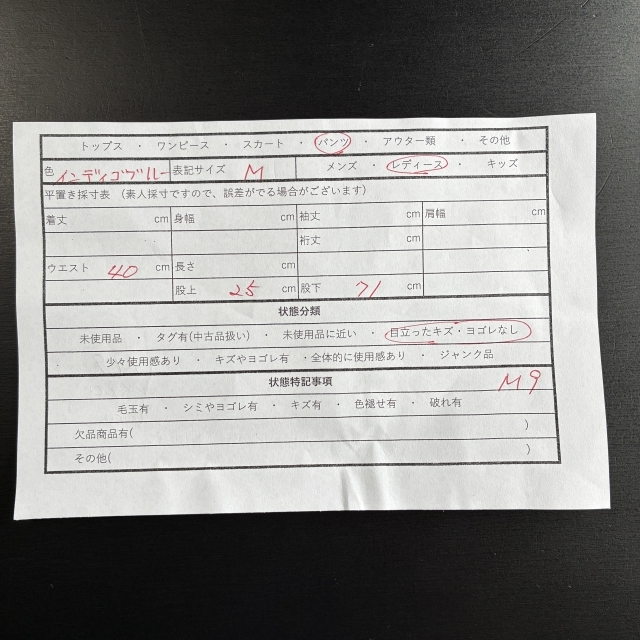 トップス ・ ワンピース ・ スカート ・ パンツ ・ アウター類 ・ その他
色 インディゴブルー 表記サイズ M メンズ ・ レディース ・ キッズ
平置き採寸表 （素人採寸ですので、誤差がでる場合がございます）
着丈 cm 身幅 cm 袖丈 cm 肩幅 cm
裄丈 cm
ウエスト 40 cm 長さ cm
股上 25 cm 股下 71 cm
状態分類
未使用品 ・ タグ有(中古品扱い) ・ 未使用品に近い ・ 目立ったキズ・ヨゴレなし
少々使用感あり ・ キズやヨゴレ有 ・全体的に使用感あり ・ ジャンク品
状態特記事項 M9
毛玉有 ・ シミやヨゴレ有 ・ キズ有 ・ 色褪せ有 ・ 破れ有
欠品商品有( )
その他( )